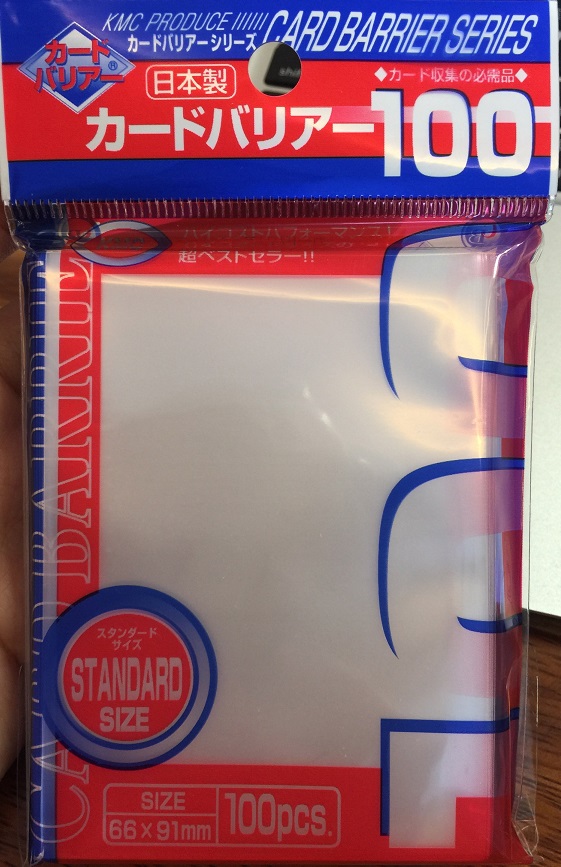 KMC PRODUCE //////
CARD BARRIER SERIES
カードバリアーシリーズ
カード
バリアー®
日本製
◆カード収集の必需品◆
カードバリアー100
超ベストセラー!!
スタンダード
サイズ
STANDARD
SIZE
SIZE
66×91mm
100pcs.